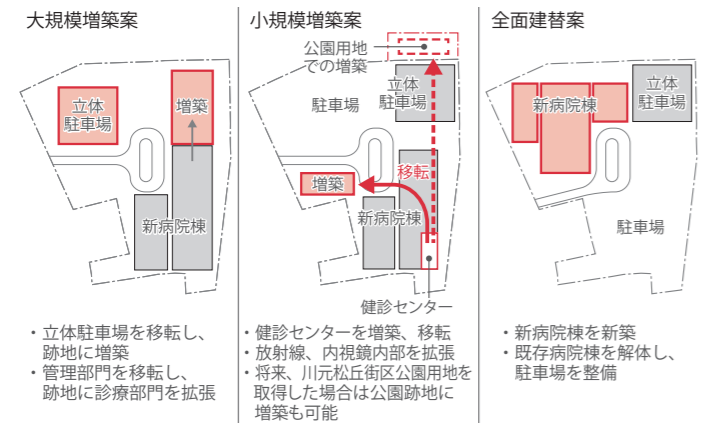 大規模増築案
立体
駐車場
増築
新病院棟
・立体駐車場を移転し、
跡地に増築
・管理部門を移転し、
跡地に診療部門を拡張
小規模増築案
公園用地
での増築
駐車場
立体
駐車場
移転
増築
新病院棟
健診センター
・健診センターを増築、移転
・放射線、内視鏡内部を拡張
・将来、川元松丘街区公園用地を
取得した場合は公園跡地に
増築も可能
全面建替案
新病院棟
立体
駐車場
駐車場
・新病院棟を新築
・既存病院棟を解体し、
駐車場を整備